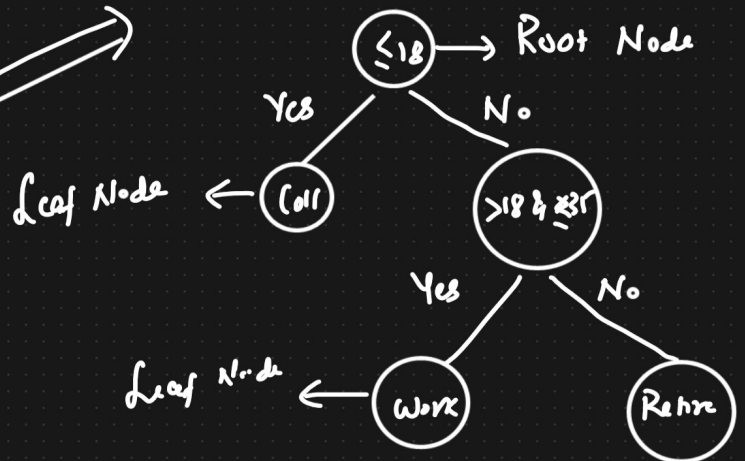 ≤18 → Root Node
Yes
No
Leaf Node ← Coll
>18 & ≤35
Yes
No
Leaf Node ← Work
Retire